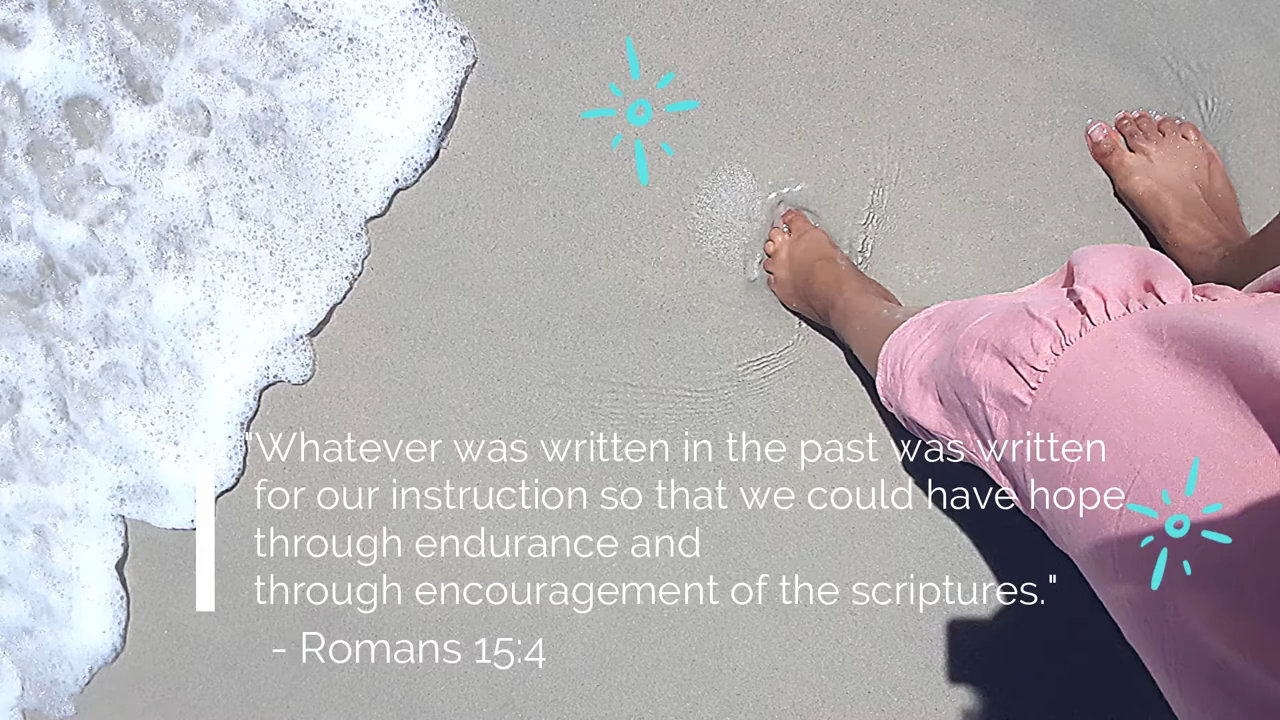 "Whatever was written in the past was written
for our instruction so that we could have hope
through endurance and
through encouragement of the scriptures."
- Romans 15:4